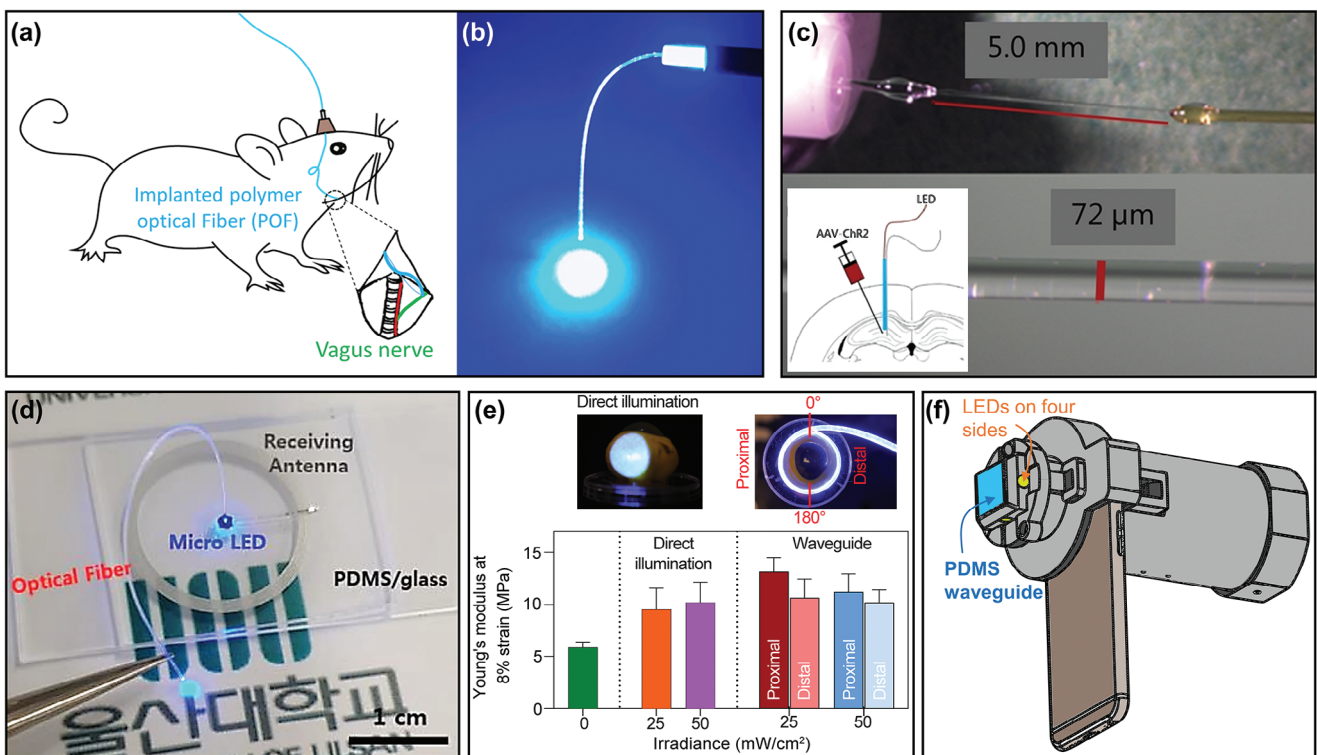 (a)
Implanted polymer
optical Fiber (POF)
Vagus nerve
(b)
(c)
5.0 mm
72 μm
LED
AAV-ChR2
(d)
Receiving
Antenna
Micro LED
Optical Fiber
PDMS/glass
울산대학교
OF ULSAN
1 cm
(e)
Direct illumination
0°
Proximal
Distal
180°
Young's modulus at
8% strain (MPa)
15
10
5
0
Direct
illumination
Waveguide
Proximal
Distal
Proximal
Distal
0
25
50
25
50
Irradiance (mW/cm²)
(f)
LEDs on four
sides
PDMS
waveguide